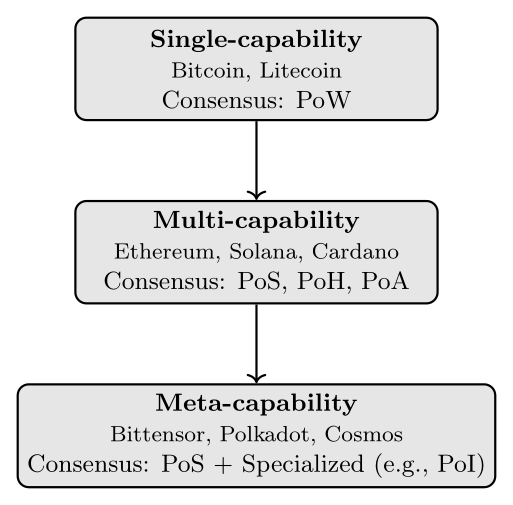 Single-capability
Bitcoin, Litecoin
Consensus: PoW
Multi-capability
Ethereum, Solana, Cardano
Consensus: PoS, PoH, PoA
Meta-capability
Bittensor, Polkadot, Cosmos
Consensus: PoS + Specialized (e.g., PoI)